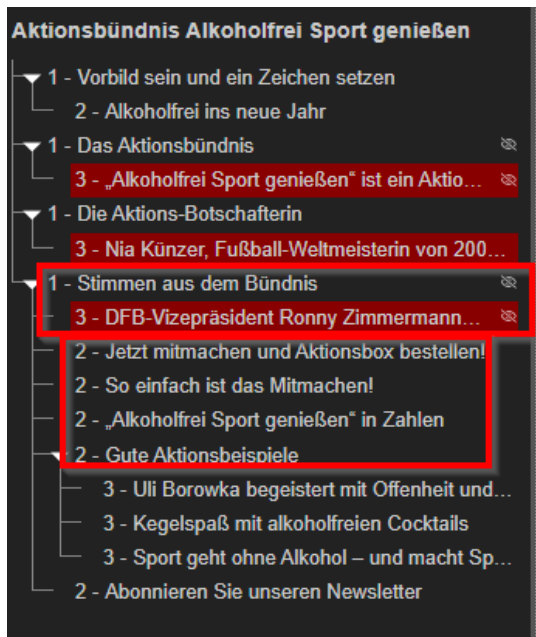 Aktionsbündnis Alkoholfrei Sport genießen
1 - Vorbild sein und ein Zeichen setzen
2 - Alkoholfrei ins neue Jahr
1 - Das Aktionsbündnis
3 - „Alkoholfrei Sport genießen“ ist ein Aktio...
1 - Die Aktions-Botschafterin
3 - Nia Künzer, Fußball-Weltmeisterin von 200...
1 - Stimmen aus dem Bündnis
3 - DFB-Vizepräsident Ronny Zimmermann...
2 - Jetzt mitmachen und Aktionsbox bestellen!
2 - So einfach ist das Mitmachen!
2 - „Alkoholfrei Sport genießen“ in Zahlen
2 - Gute Aktionsbeispiele
3 - Uli Borowka begeistert mit Offenheit und...
3 - Kegelspaß mit alkoholfreien Cocktails
3 - Sport geht ohne Alkohol – und macht Sp...
2 - Abonnieren Sie unseren Newsletter